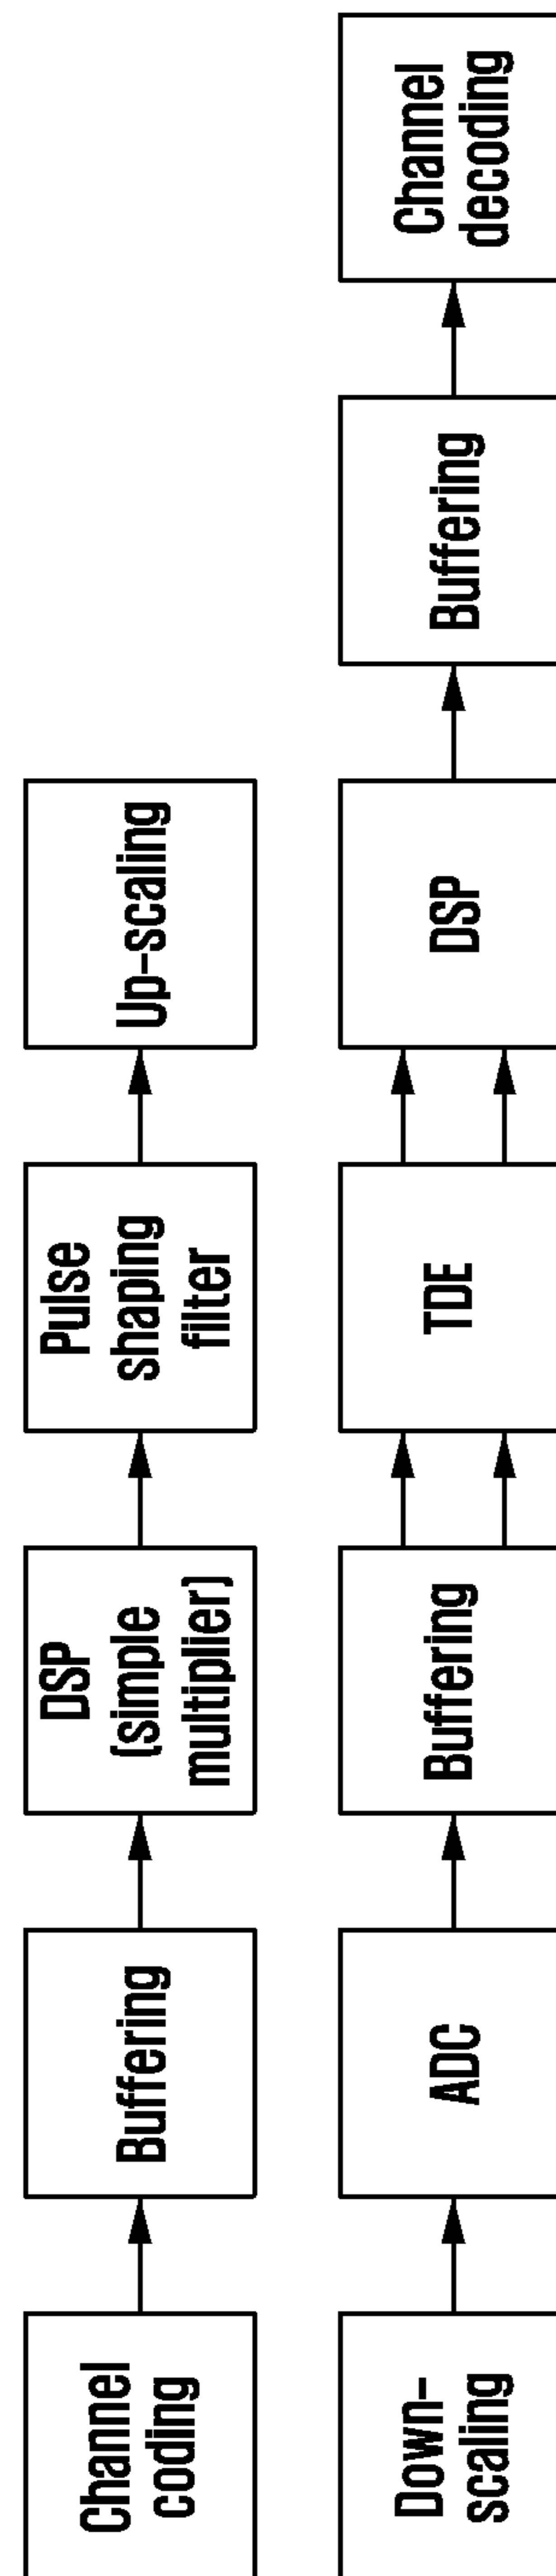 Channel
coding
Buffering
DSP
(simple
multiplier)
Pulse
shaping
filter
Up-scaling
Down-
scaling
ADC
Buffering
TDE
DSP
Buffering
Channel
decoding